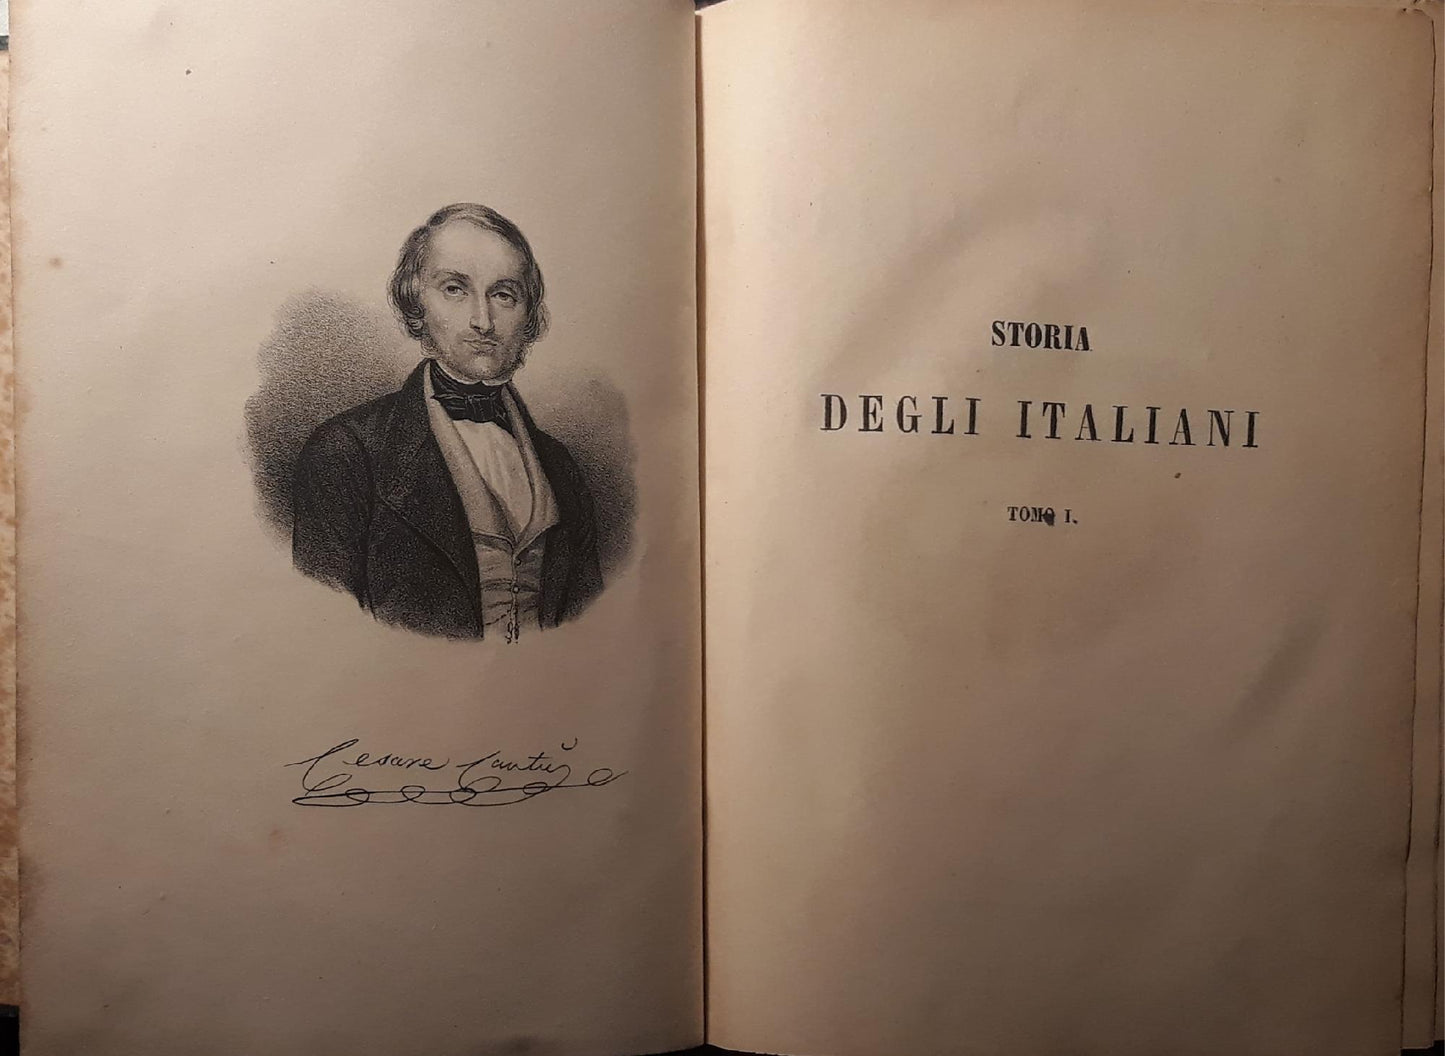 Cesare Cantù
STORIA
DEGLI ITALIANI
TOMO I.